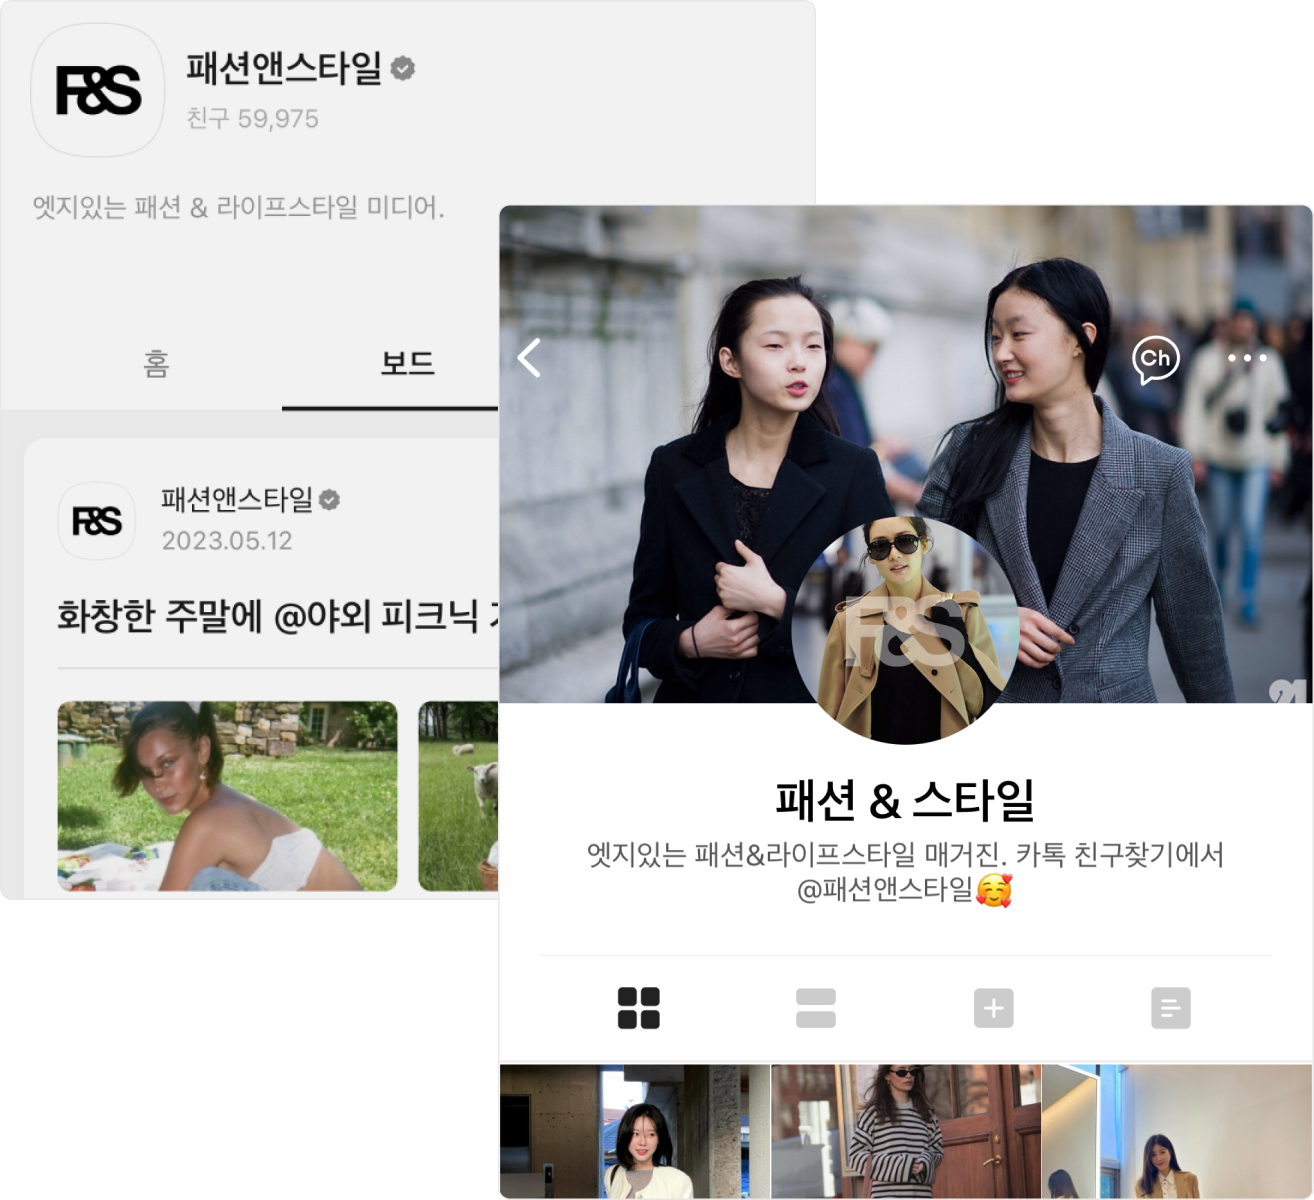 F&S
패션앤스타일
친구 59,975
엣지있는 패션 & 라이프스타일 미디어.
홈
보드
F&S
패션앤스타일
2023.05.12
화창한 주말에 @야외 피크닉
Ch
F&S
21
패션 & 스타일
엣지있는 패션&라이프스타일 매거진. 카톡 친구찾기에서
@패션앤스타일🥰